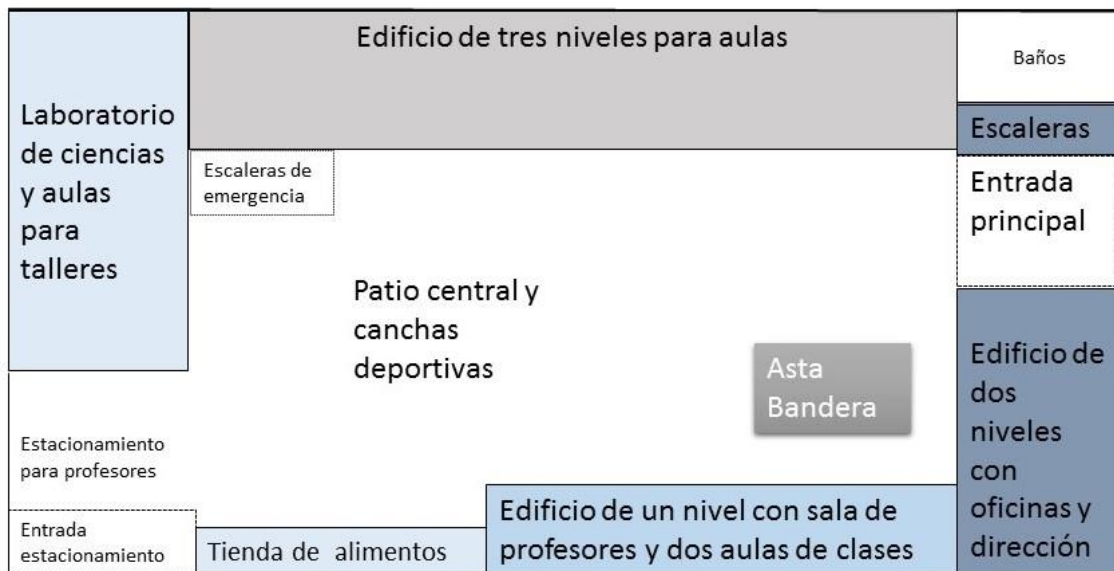 Edificio de tres niveles para aulas
Baños
Laboratorio
de ciencias
y aulas
para
talleres
Escaleras
Escaleras de
emergencia
Entrada
principal
Patio central y
canchas
deportivas
Asta
Bandera
Edificio de
dos
niveles
con
oficinas y
dirección
Estacionamiento
para profesores
Entrada
estacionamiento
Tienda de alimentos
Edificio de un nivel con sala de
profesores y dos aulas de clases